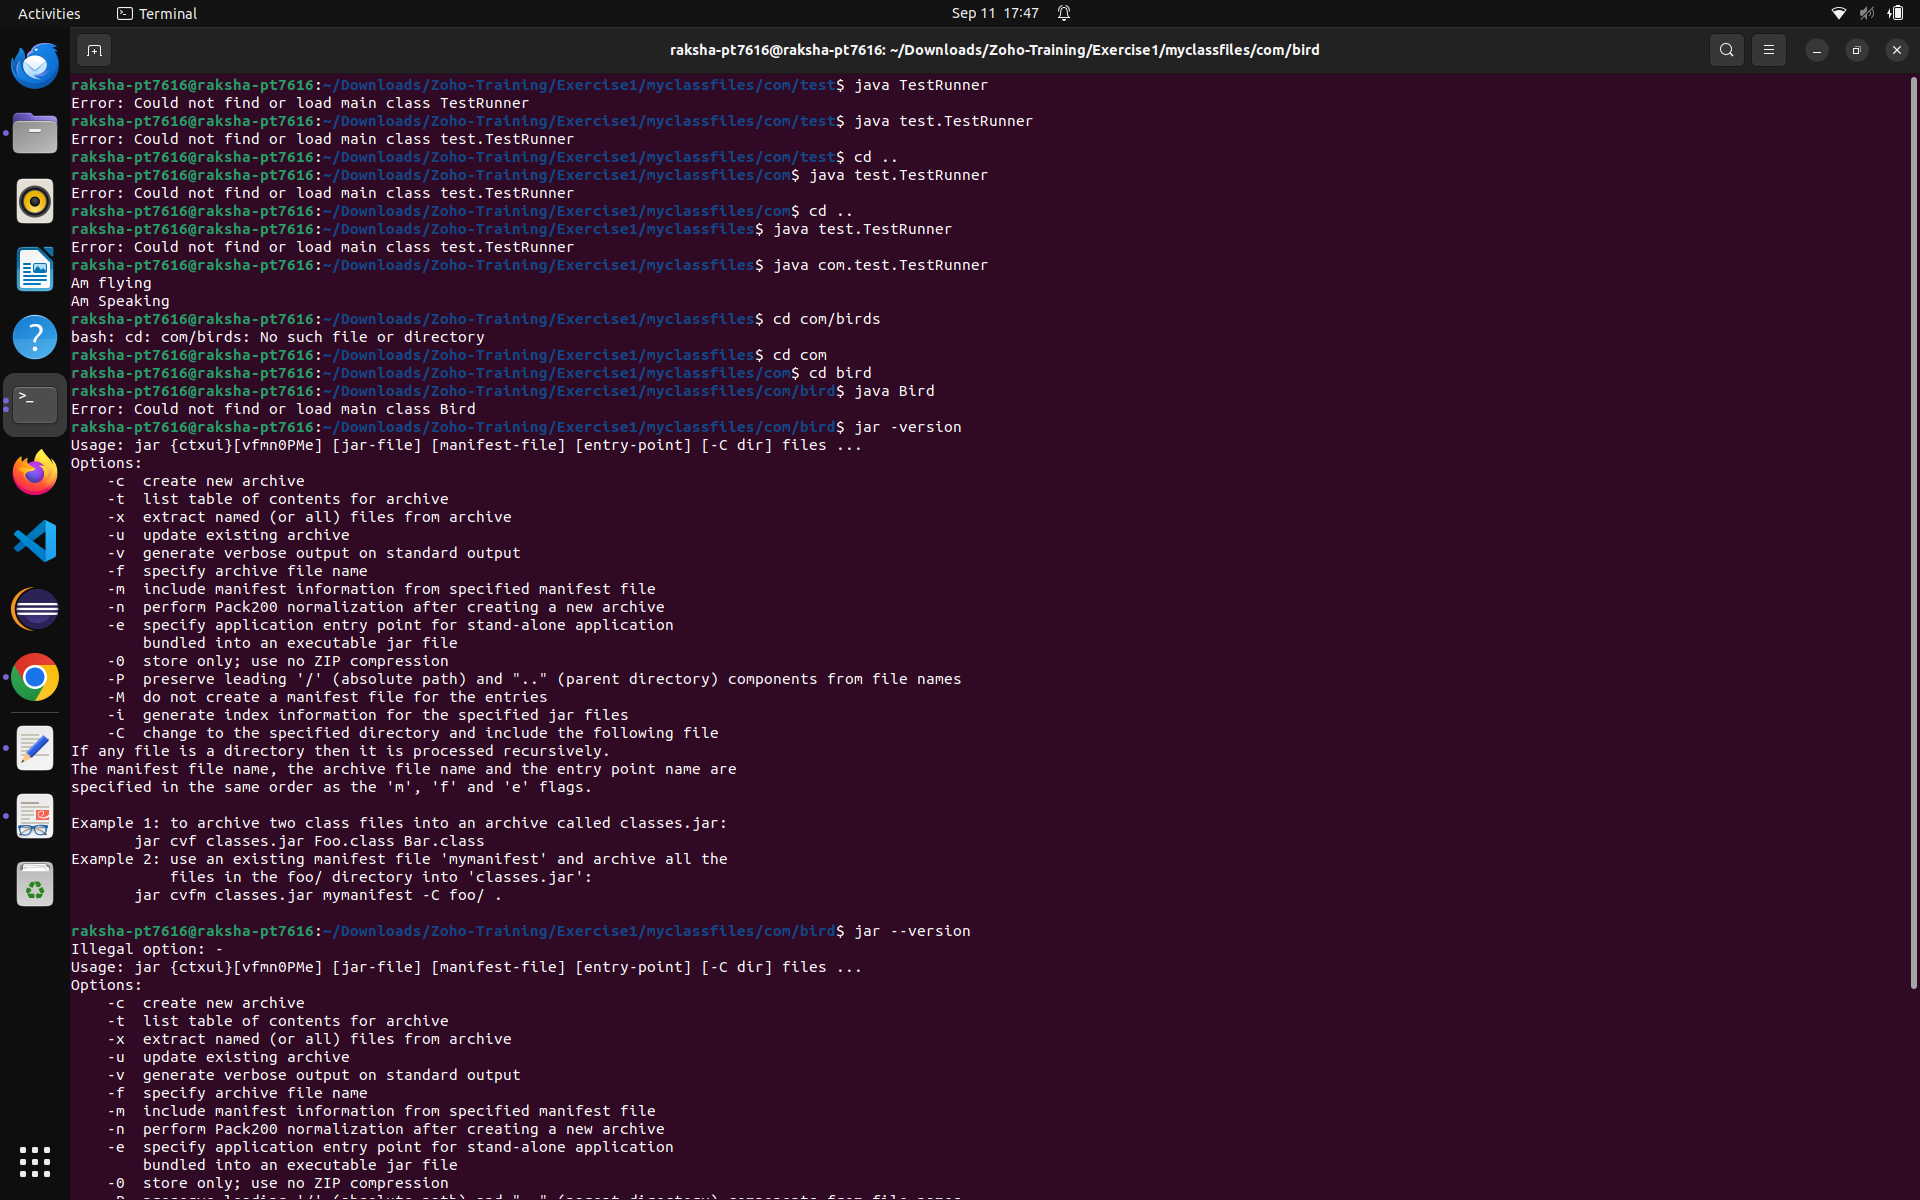 Activities
Terminal
Sep 11 17:47
raksha-pt7616@raksha-pt7616: ~/Downloads/Zoho-Training/Exercise1/myclassfiles/com/bird
raksha-pt7616@raksha-pt7616:~/Downloads/Zoho-Training/Exercise1/myclassfiles/com/test$ java TestRunner
Error: Could not find or load main class TestRunner
raksha-pt7616@raksha-pt7616:~/Downloads/Zoho-Training/Exercise1/myclassfiles/com/test$ java test.TestRunner
Error: Could not find or load main class test.TestRunner
raksha-pt7616@raksha-pt7616:~/Downloads/Zoho-Training/Exercise1/myclassfiles/com/test$ cd ..
raksha-pt7616@raksha-pt7616:~/Downloads/Zoho-Training/Exercise1/myclassfiles/com$ java test.TestRunner
Error: Could not find or load main class test.TestRunner
raksha-pt7616@raksha-pt7616:~/Downloads/Zoho-Training/Exercise1/myclassfiles/com$ cd ..
raksha-pt7616@raksha-pt7616:~/Downloads/Zoho-Training/Exercise1/myclassfiles$ java test.TestRunner
Error: Could not find or load main class test.TestRunner
raksha-pt7616@raksha-pt7616:~/Downloads/Zoho-Training/Exercise1/myclassfiles$ java com.test.TestRunner
Am flying
Am Speaking
raksha-pt7616@raksha-pt7616:~/Downloads/Zoho-Training/Exercise1/myclassfiles$ cd com/birds
bash: cd: com/birds: No such file or directory
raksha-pt7616@raksha-pt7616:~/Downloads/Zoho-Training/Exercise1/myclassfiles$ cd com
raksha-pt7616@raksha-pt7616:~/Downloads/Zoho-Training/Exercise1/myclassfiles/com$ cd bird
raksha-pt7616@raksha-pt7616:~/Downloads/Zoho-Training/Exercise1/myclassfiles/com/bird$ java Bird
Error: Could not find or load main class Bird
raksha-pt7616@raksha-pt7616:~/Downloads/Zoho-Training/Exercise1/myclassfiles/com/bird$ jar -version
Usage: jar {ctxui}[vfmn0PMe] [jar-file] [manifest-file] [entry-point] [-C dir] files ...
Options:
    -c  create new archive
    -t  list table of contents for archive
    -x  extract named (or all) files from archive
    -u  update existing archive
    -v  generate verbose output on standard output
    -f  specify archive file name
    -m  include manifest information from specified manifest file
    -n  perform Pack200 normalization after creating a new archive
    -e  specify application entry point for stand-alone application
        bundled into an executable jar file
    -0  store only; use no ZIP compression
    -P  preserve leading '/' (absolute path) and ".." (parent directory) components from file names
    -M  do not create a manifest file for the entries
    -i  generate index information for the specified jar files
    -C  change to the specified directory and include the following file
If any file is a directory then it is processed recursively.
The manifest file name, the archive file name and the entry point name are
specified in the same order as the 'm', 'f' and 'e' flags.
Example 1: to archive two class files into an archive called classes.jar:
       jar cvf classes.jar Foo.class Bar.class
Example 2: use an existing manifest file 'mymanifest' and archive all the
           files in the foo/ directory into 'classes.jar':
       jar cvfm classes.jar mymanifest -C foo/ .
raksha-pt7616@raksha-pt7616:~/Downloads/Zoho-Training/Exercise1/myclassfiles/com/bird$ jar --version
Illegal option: -
Usage: jar {ctxui}[vfmn0PMe] [jar-file] [manifest-file] [entry-point] [-C dir] files ...
Options:
    -c  create new archive
    -t  list table of contents for archive
    -x  extract named (or all) files from archive
    -u  update existing archive
    -v  generate verbose output on standard output
    -f  specify archive file name
    -m  include manifest information from specified manifest file
    -n  perform Pack200 normalization after creating a new archive
    -e  specify application entry point for stand-alone application
        bundled into an executable jar file
    -0  store only; use no ZIP compression
    -P  preserve leading '/' (absolute path) and ".." (parent directory) components from file names